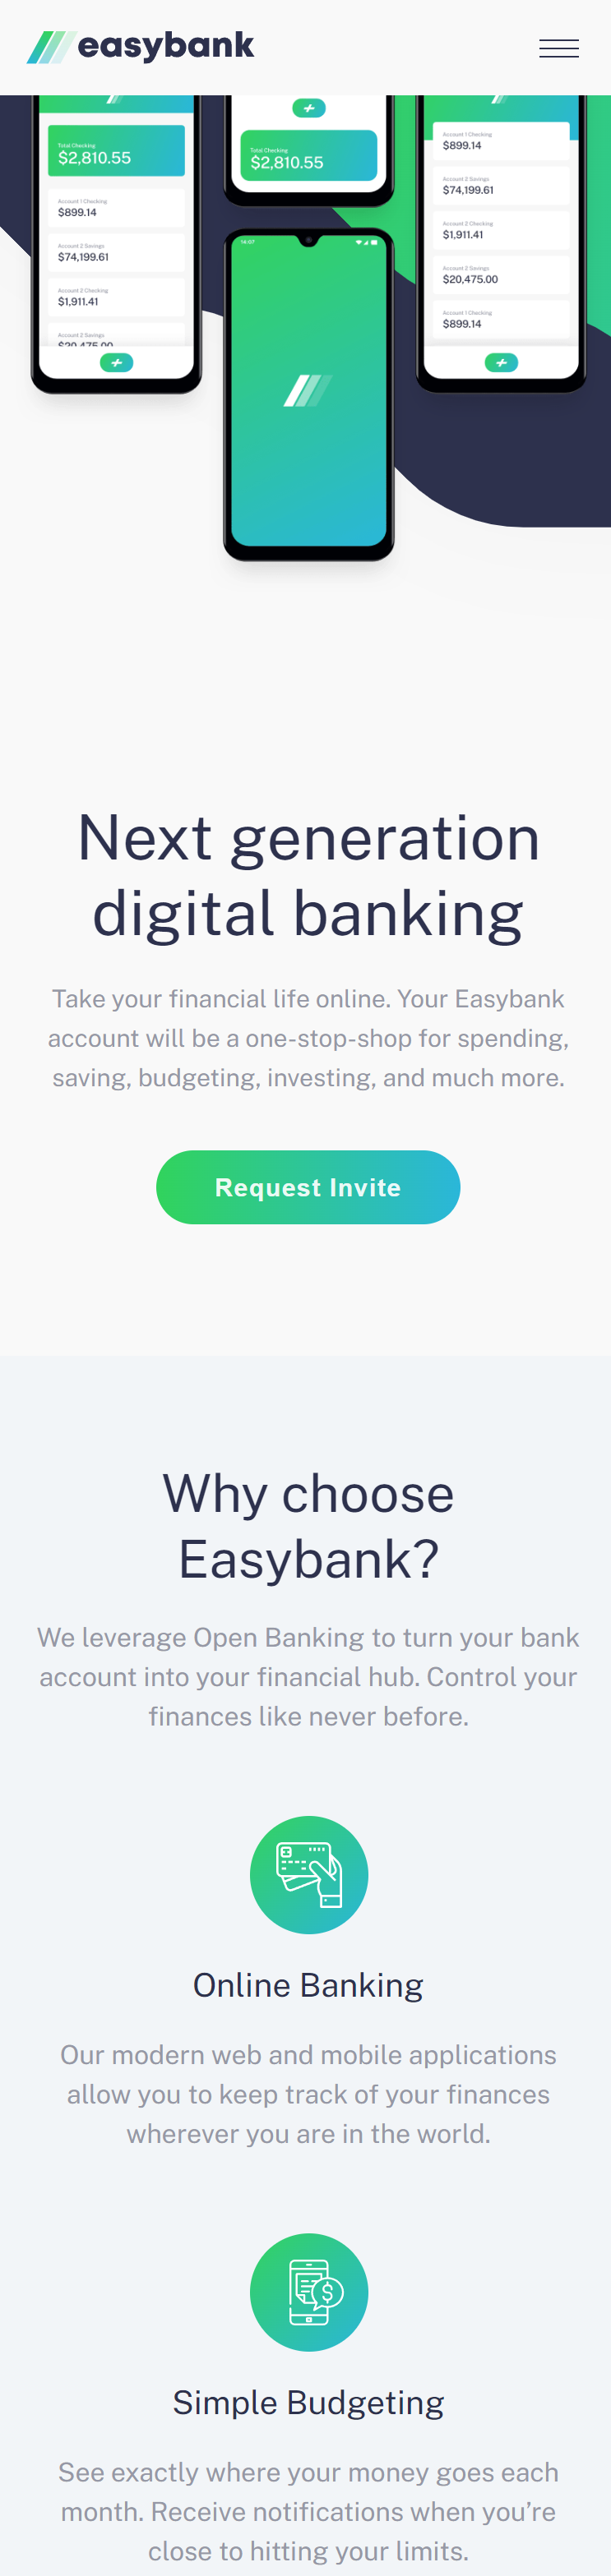 easybank
Total Checking
$2,810.55
Account 1 Checking
$899.14
Account 2 Savings
$74,199.61
Account 2 Checking
$1,911.41
Account 2 Savings
$20,475.00
Total Checking
$2,810.55
14:07
Account 1 Checking
$899.14
Account 2 Savings
$74,199.61
Account 2 Checking
$1,911.41
Account 2 Savings
$20,475.00
Account 1 Checking
$899.14
Next generation
digital banking
Take your financial life online. Your Easybank
account will be a one-stop-shop for spending,
saving, budgeting, investing, and much more.
Request Invite
Why choose
Easybank?
We leverage Open Banking to turn your bank
account into your financial hub. Control your
finances like never before.
Online Banking
Our modern web and mobile applications
allow you to keep track of your finances
wherever you are in the world.
Simple Budgeting
See exactly where your money goes each
month. Receive notifications when you’re
close to hitting your limits.